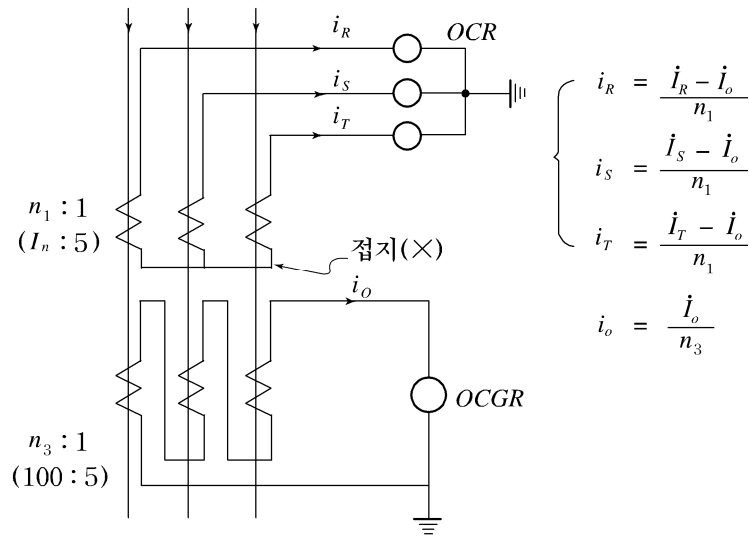 i_R
OCR
i_S
i_T
n_1 : 1
(I_n : 5)
접지(×)
i_O
OCGR
n_3 : 1
(100 : 5)
i_R = (İ_R − İ_o) / n_1
i_S = (İ_S − İ_o) / n_1
i_T = (İ_T − İ_o) / n_1
i_o = İ_o / n_3